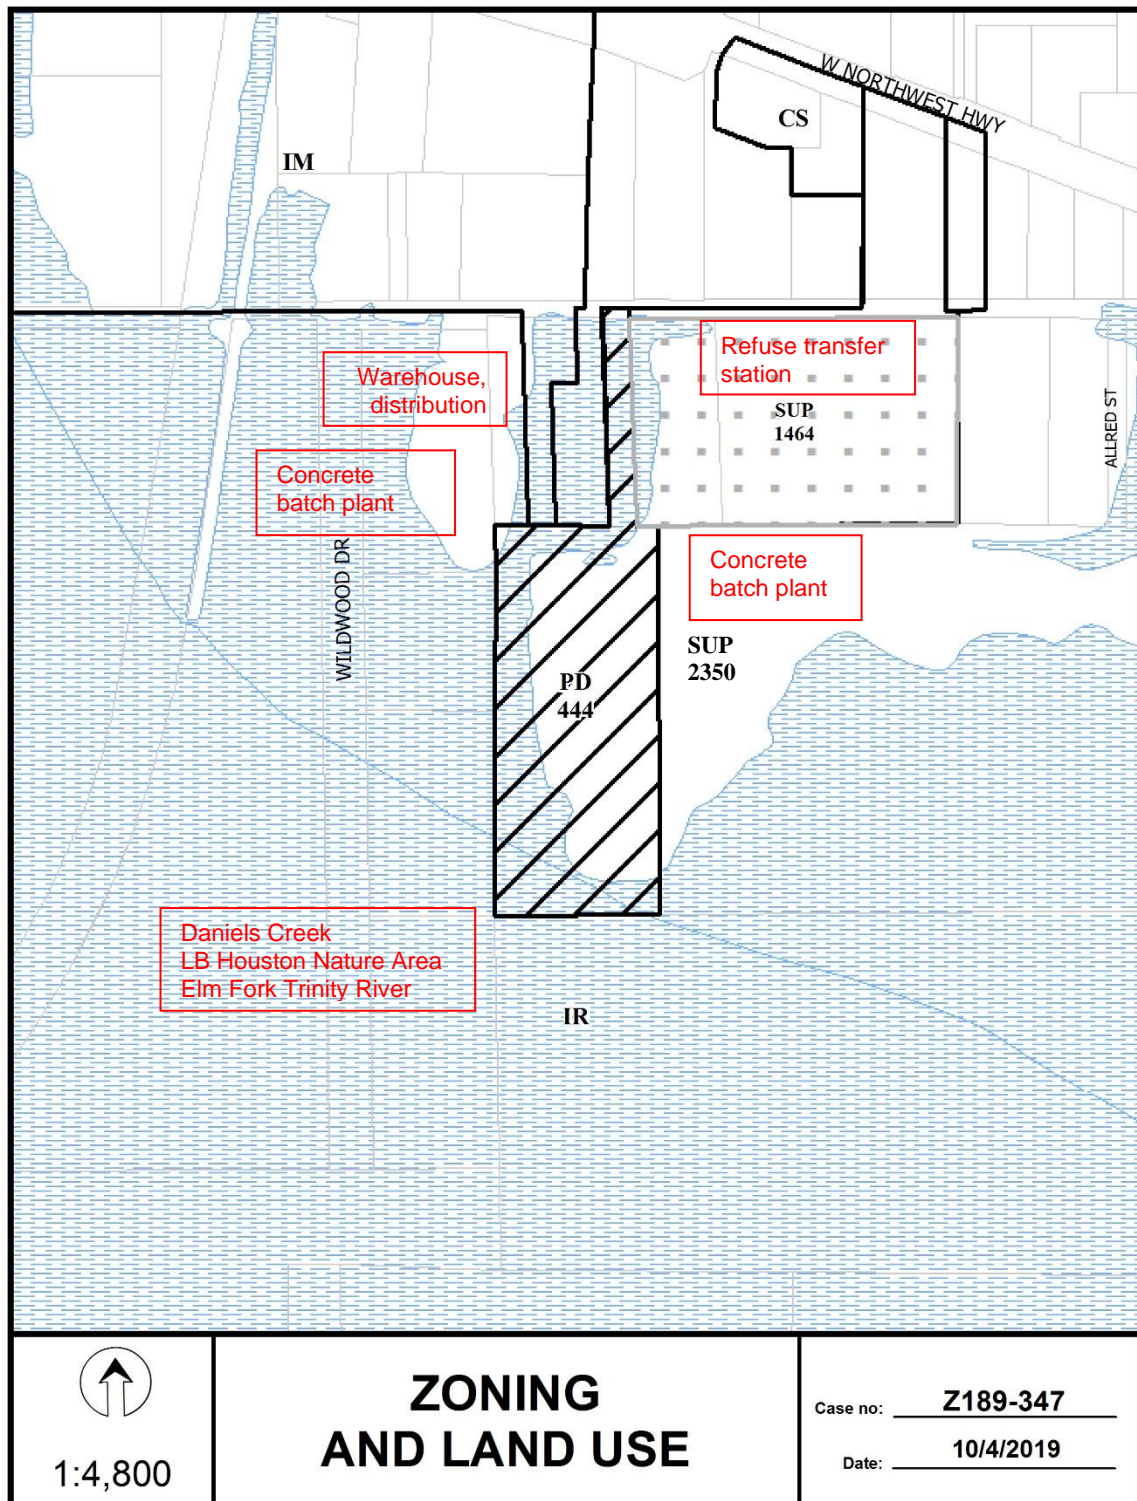 W NORTHWEST HWY
CS
IM
Refuse transfer
station
Warehouse,
distribution
SUP
1464
ALLRED ST
Concrete
batch plant
Concrete
batch plant
WILDWOOD DR
SUP
2350
PD
444
Daniels Creek
LB Houston Nature Area
Elm Fork Trinity River
IR
1:4,800
ZONING
AND LAND USE
Case no: Z189-347
Date: 10/4/2019